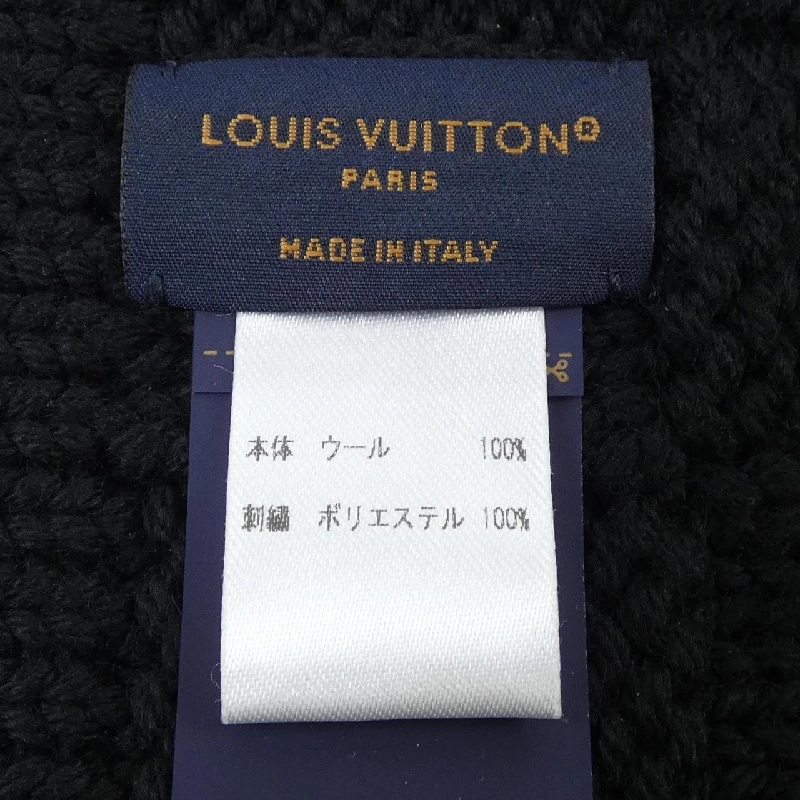 LOUIS VUITTON®
PARIS
MADE IN ITALY
本体 ウール 100%
刺繍 ポリエステル 100%